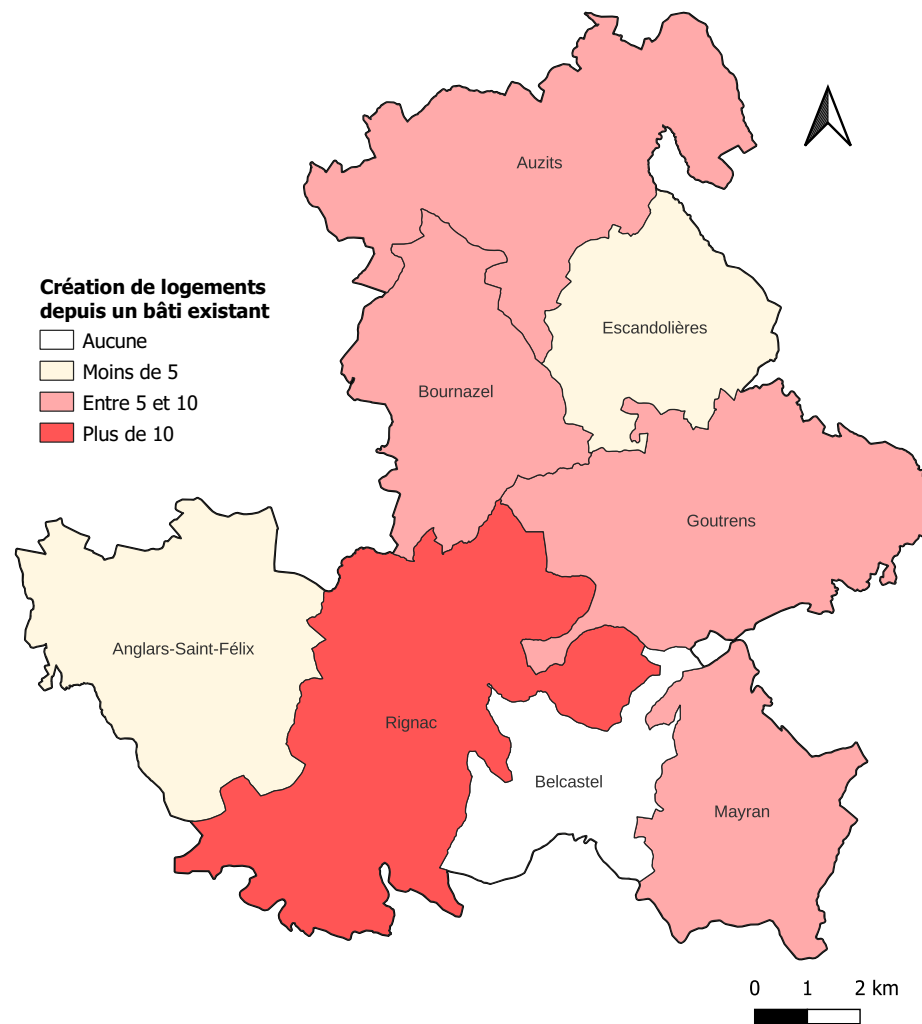 Auzits
Création de logements
depuis un bâti existant
Aucune
Moins de 5
Entre 5 et 10
Plus de 10
Escandolières
Bournazel
Goutrens
Anglars-Saint-Félix
Rignac
Belcastel
Mayran
0 1 2 km